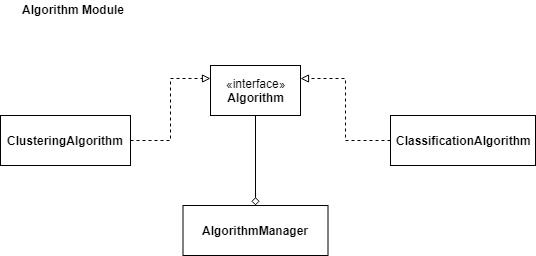 Algorithm Module
«interface»
Algorithm
ClusteringAlgorithm
ClassificationAlgorithm
AlgorithmManager